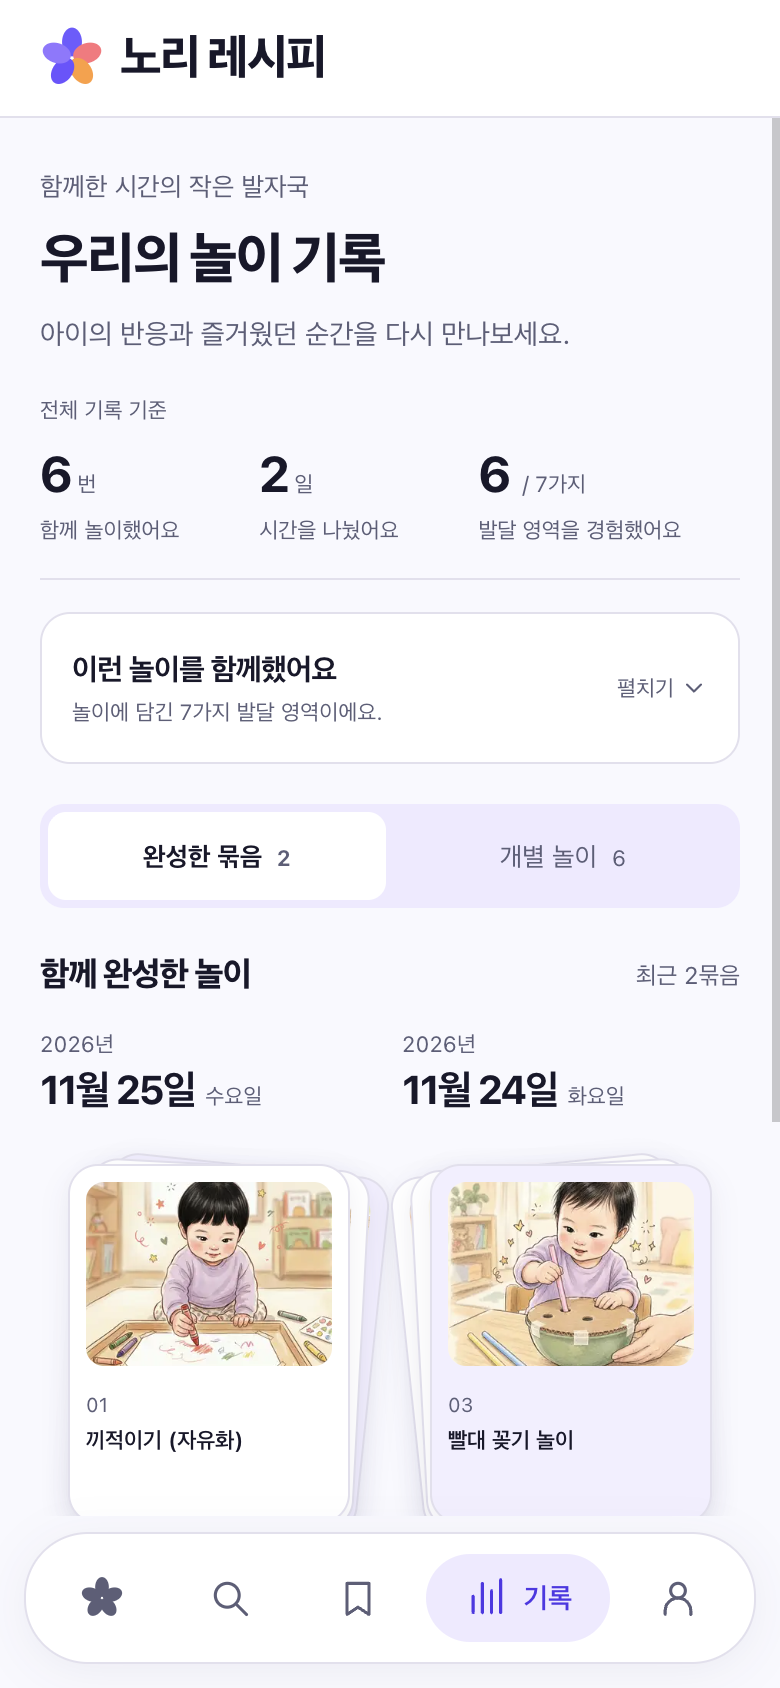 노리 레시피
함께한 시간의 작은 발자국
우리의 놀이 기록
아이의 반응과 즐거웠던 순간을 다시 만나보세요.
전체 기록 기준
6 번
함께 놀이했어요
2 일
시간을 나눴어요
6 / 7가지
발달 영역을 경험했어요
이런 놀이를 함께했어요
놀이에 담긴 7가지 발달 영역이에요.
펼치기
완성한 묶음 2
개별 놀이 6
함께 완성한 놀이
최근 2묶음
2026년
11월 25일 수요일
2026년
11월 24일 화요일
01
끼적이기 (자유화)
03
빨대 꽂기 놀이
기록